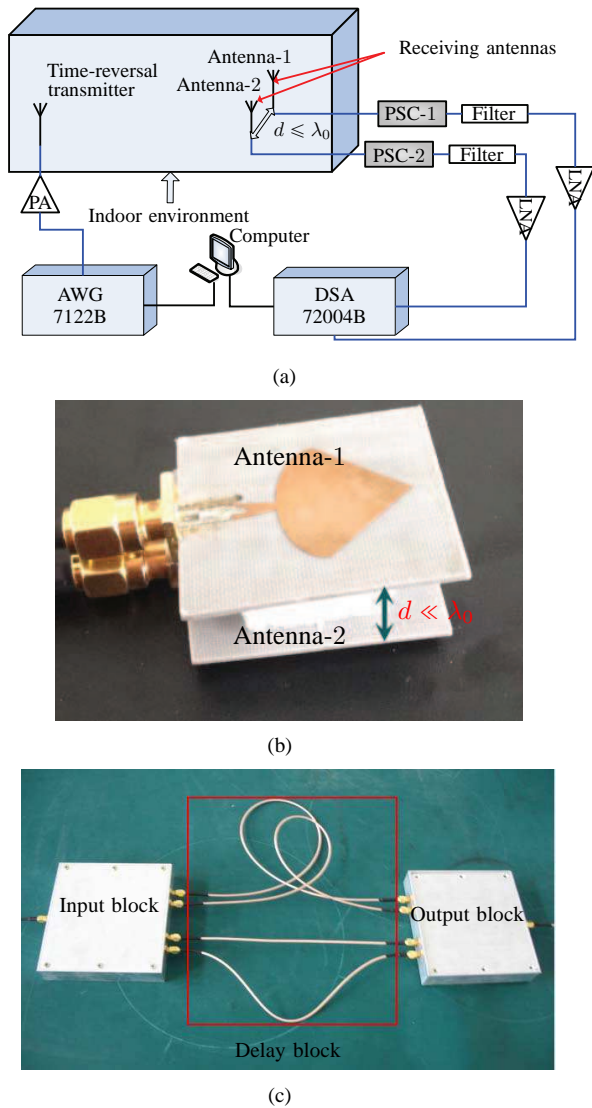 Antenna-1
Receiving antennas
Time-reversal
transmitter
Antenna-2
d ⩽ λ₀
PSC-1
Filter
PSC-2
Filter
LNA
LNA
PA
Indoor environment
Computer
AWG
7122B
DSA
72004B
(a)
Antenna-1
d ≪ λ₀
Antenna-2
(b)
Input block
Output block
Delay block
(c)